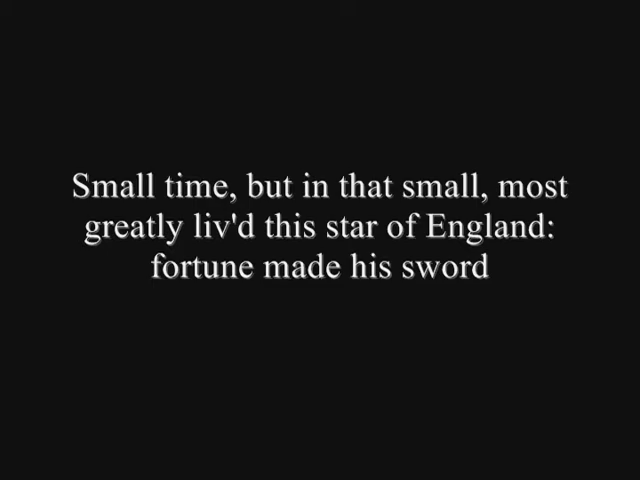 Small time, but in that small, most
greatly liv'd this star of England:
fortune made his sword